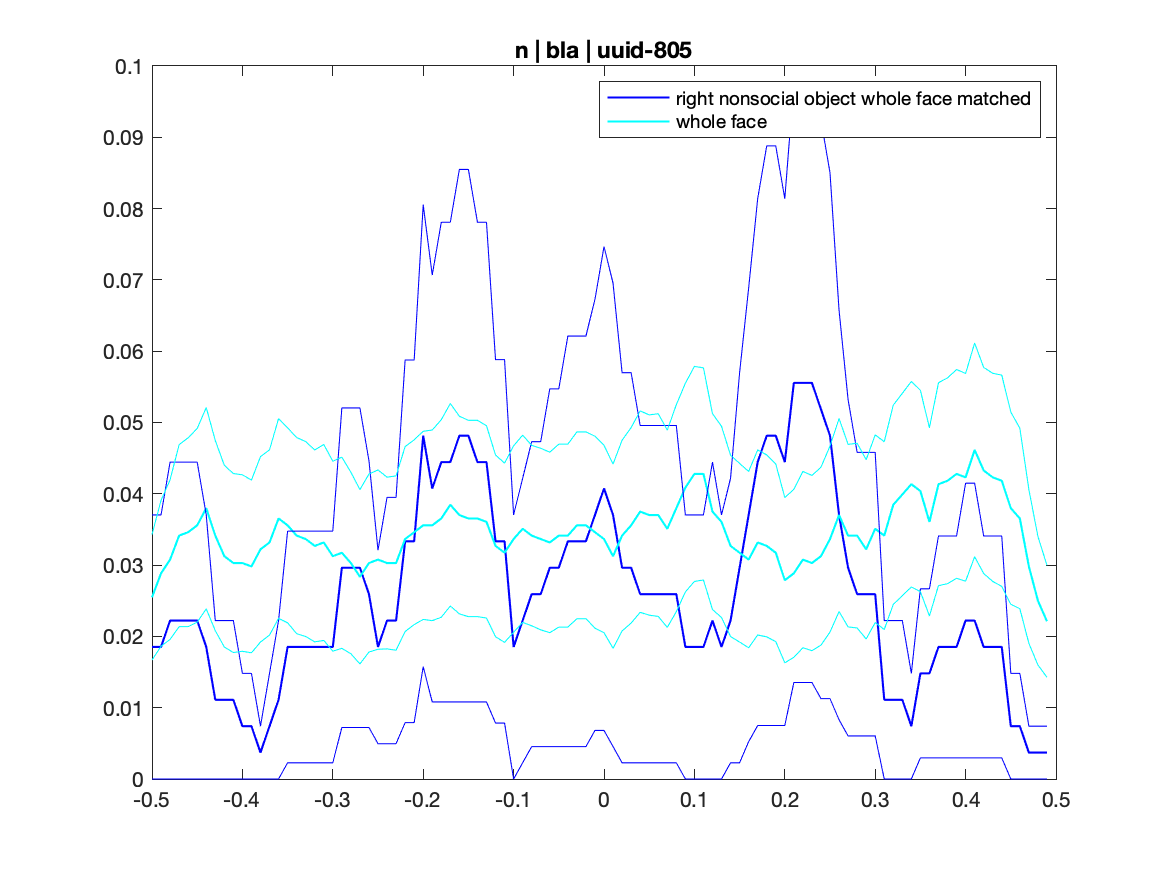 n | bla | uuid-805
right nonsocial object whole face matched
whole face
0.1
0.09
0.08
0.07
0.06
0.05
0.04
0.03
0.02
0.01
0
-0.5 -0.4 -0.3 -0.2 -0.1 0 0.1 0.2 0.3 0.4 0.5